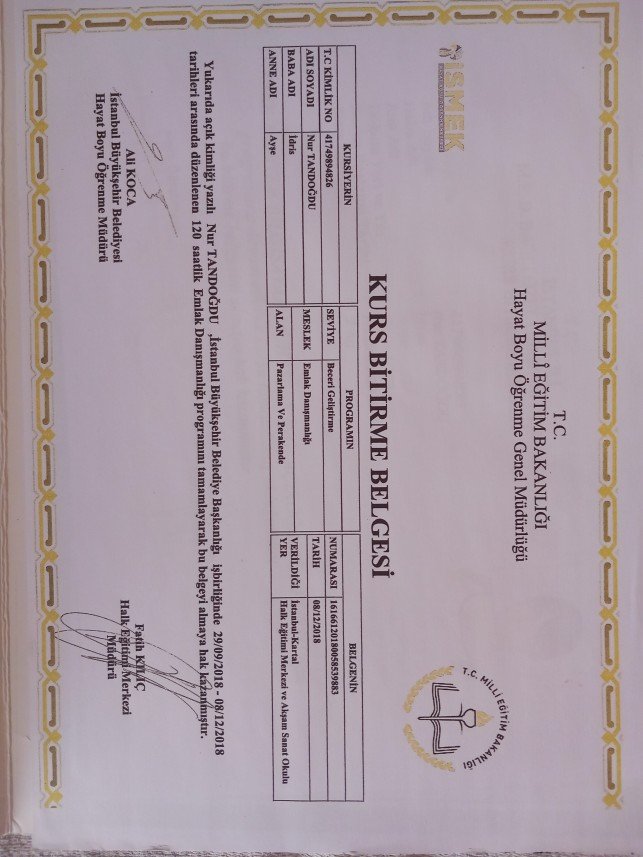 İSMEK
T.C.
MİLLÎ EĞİTİM BAKANLIĞI
Hayat Boyu Öğrenme Genel Müdürlüğü
T.C. MİLLİ EĞİTİM BAKANLIĞI
KURS BİTİRME BELGESİ
KURSİYERİN
T.C KİMLİK NO 41749894826
ADI SOYADI Nur TANDOĞDU
BABA ADI İdris
ANNE ADI Ayşe
PROGRAMIN
SEVİYE Beceri Geliştirme
MESLEK Emlak Danışmanlığı
ALAN Pazarlama Ve Perakende
BELGENİN
NUMARASI 16166120180058539883
TARİH 08/12/2018
VERİLDİĞİ YER İstanbul-Kartal
Halk Eğitimi Merkezi ve Akşam Sanat Okulu
Yukarıda açık kimliği yazılı Nur TANDOĞDU ,İstanbul Büyükşehir Belediye Başkanlığı işbirliğinde 29/09/2018 - 08/12/2018
tarihleri arasında düzenlenen 120 saatlik Emlak Danışmanlığı programını tamamlayarak bu belgeyi almaya hak kazanmıştır.
Ali KOCA
İstanbul Büyükşehir Belediyesi
Hayat Boyu Öğrenme Müdürü
Fatih KILIÇ
Halk Eğitimi Merkezi
Müdürü